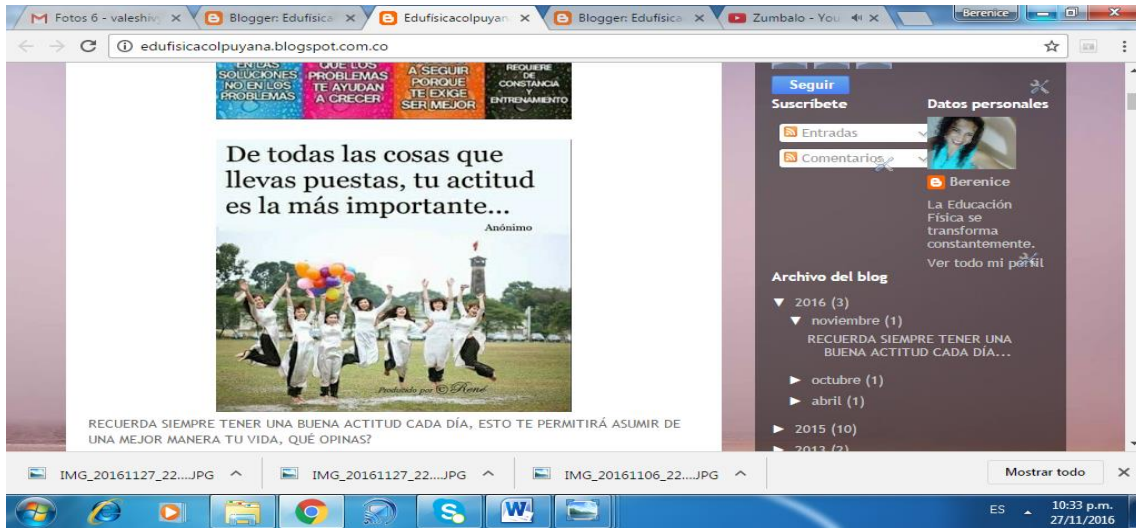 Fotos 6 - valeshiv
Blogger: Edufisica
Edufisicacolpuyan
Blogger: Edufisica
Zumbalo - You
Berenice
edufisicacolpuyana.blogspot.com.co
EN LAS SOLUCIONES NO EN LOS PROBLEMAS
QUE LOS PROBLEMAS TE AYUDAN A CRECER
A SEGUIR PORQUE TE EXIGE SER MEJOR
REQUIERE DE CONSTANCIA Y ENTRENAMIENTO
De todas las cosas que
llevas puestas, tu actitud
es la más importante...
Anónimo
Produzido por © René
RECUERDA SIEMPRE TENER UNA BUENA ACTITUD CADA DÍA, ESTO TE PERMITIRÁ ASUMIR DE
UNA MEJOR MANERA TU VIDA, QUÉ OPINAS?
Seguir
Suscríbete
Entradas
Comentarios
Datos personales
Berenice
La Educación
Física se
transforma
constantemente.
Ver todo mi perfil
Archivo del blog
▼ 2016 (3)
▼ noviembre (1)
RECUERDA SIEMPRE TENER UNA
BUENA ACTITUD CADA DÍA...
► octubre (1)
► abril (1)
► 2015 (10)
► 2013 (2)
IMG_20161127_22....JPG
IMG_20161127_22....JPG
IMG_20161106_22....JPG
Mostrar todo
ES
10:33 p.m.
27/11/2016